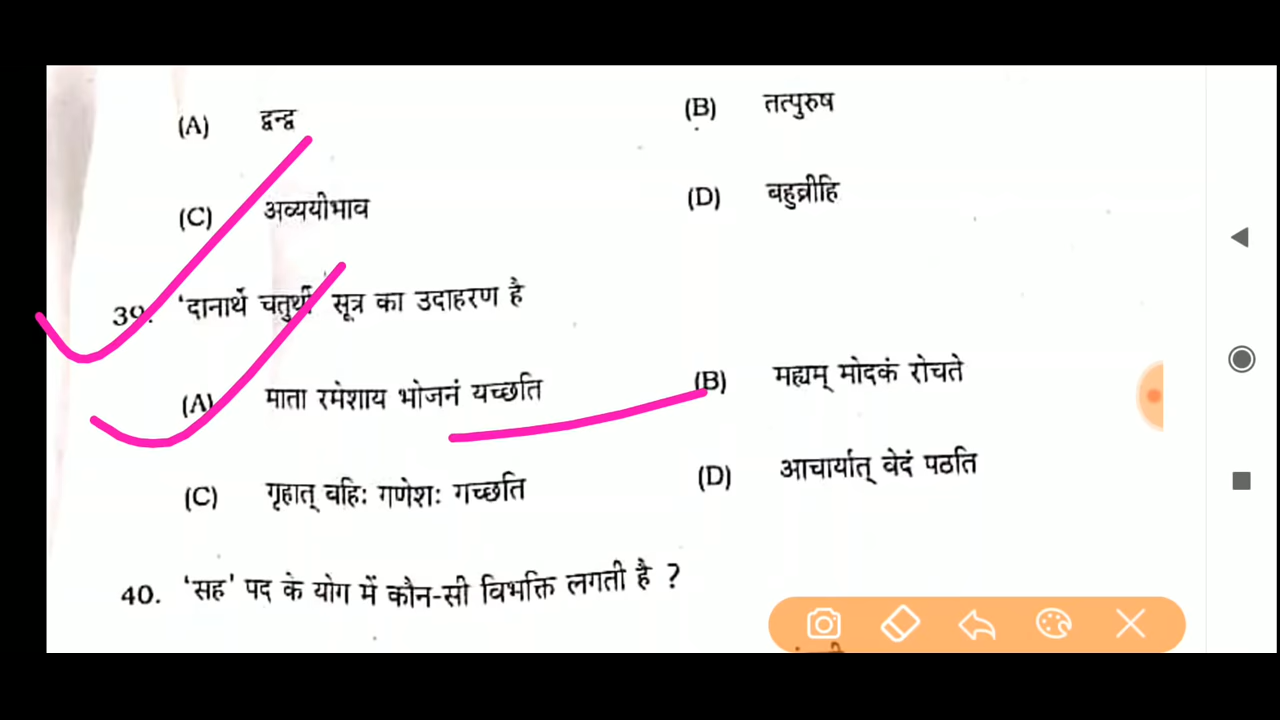 (A) द्वन्द्व (B) तत्पुरुष
(C) अव्ययीभाव (D) बहुव्रीहि
39. 'दानार्थे चतुर्थी' सूत्र का उदाहरण है
(A) माता रमेशाय भोजनं यच्छति (B) मह्यम् मोदकं रोचते
(C) गृहात् वहिः गणेशः गच्छति (D) आचार्यात् वेदं पठति
40. 'सह' पद के योग में कौन-सी विभक्ति लगती है ?